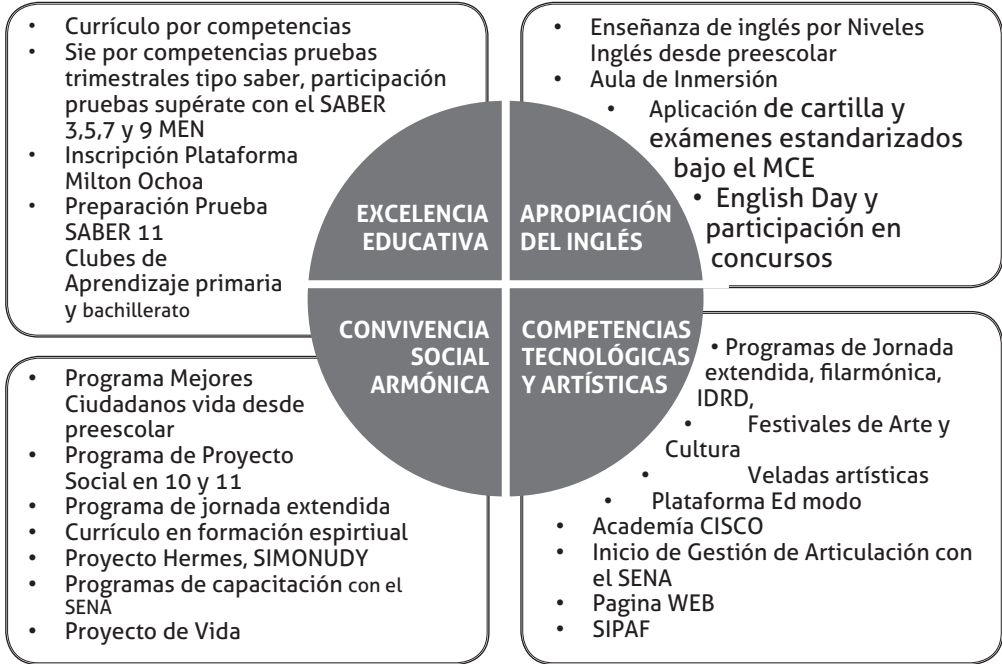 • Currículo por competencias
• Sie por competencias pruebas
trimestrales tipo saber, participación
pruebas supérate con el SABER
3,5,7 y 9 MEN
• Inscripción Plataforma
Milton Ochoa
• Preparación Prueba
SABER 11
Clubes de
Aprendizaje primaria
y bachillerato
EXCELENCIA
EDUCATIVA
• Enseñanza de inglés por Niveles
Inglés desde preescolar
• Aula de Inmersión
• Aplicación de cartilla y
exámenes estandarizados
bajo el MCE
• English Day y
participación en
concursos
APROPIACIÓN
DEL INGLÉS
CONVIVENCIA
SOCIAL
ARMÓNICA
• Programa Mejores
Ciudadanos vida desde
preescolar
• Programa de Proyecto
Social en 10 y 11
• Programa de jornada extendida
• Currículo en formación espirtiual
• Proyecto Hermes, SIMONUDY
• Programas de capacitación con el
SENA
• Proyecto de Vida
COMPETENCIAS
TECNOLÓGICAS
Y ARTÍSTICAS
• Programas de Jornada
extendida, filarmónica,
IDRD,
• Festivales de Arte y
Cultura
• Veladas artísticas
• Plataforma Ed modo
• Academía CISCO
• Inicio de Gestión de Articulación con
el SENA
• Pagina WEB
• SIPAF